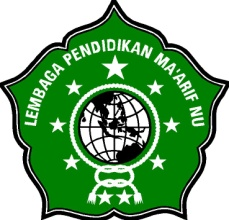 LEMBAGA PENDIDIKAN MA'ARIF NU